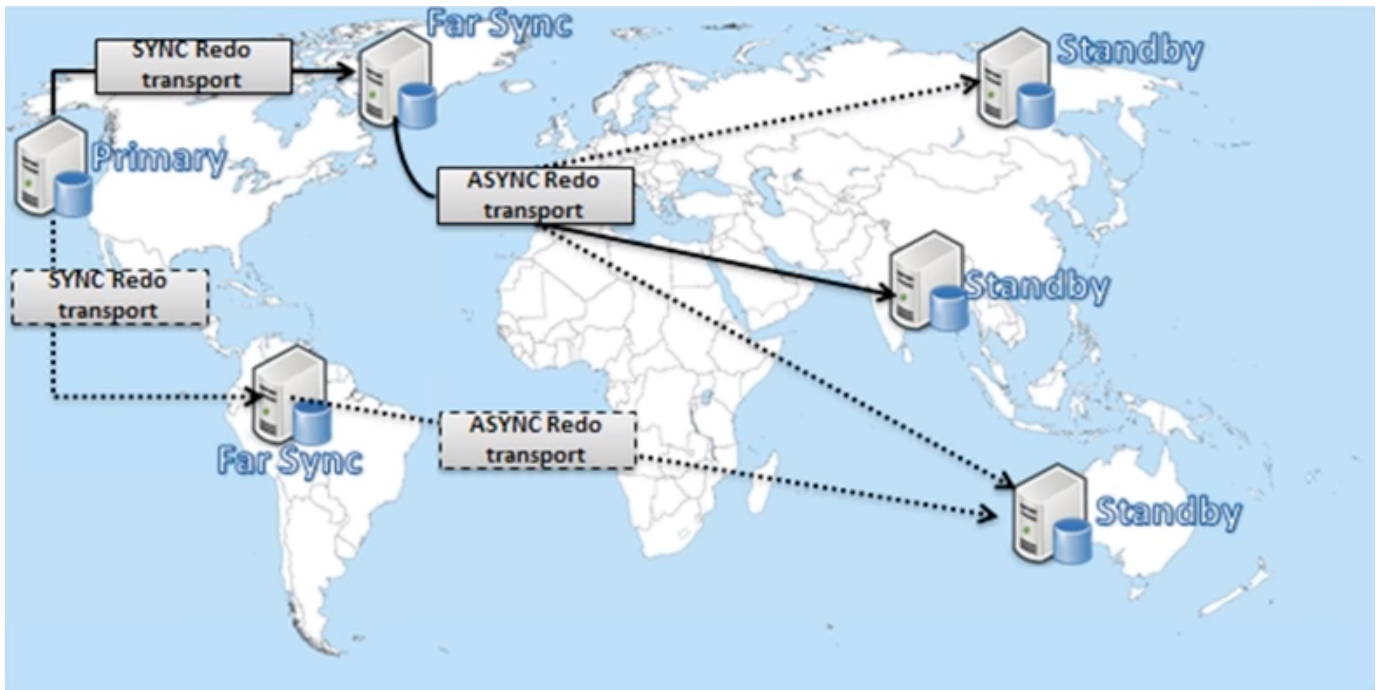 Far Sync
SYNC Redo
transport
Standby
Primary
ASYNC Redo
transport
SYNC Redo
transport
Standby
Far Sync
ASYNC Redo
transport
Standby